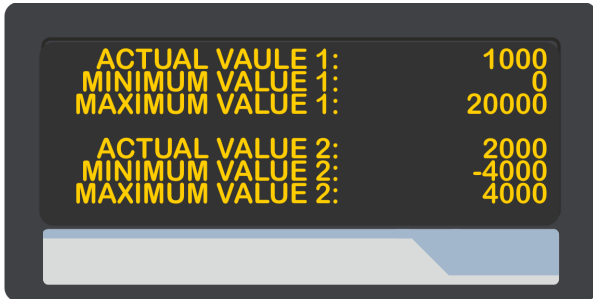 ACTUAL VAULE 1: 1000
MINIMUM VALUE 1: 0
MAXIMUM VALUE 1: 20000
ACTUAL VALUE 2: 2000
MINIMUM VALUE 2: -4000
MAXIMUM VALUE 2: 4000